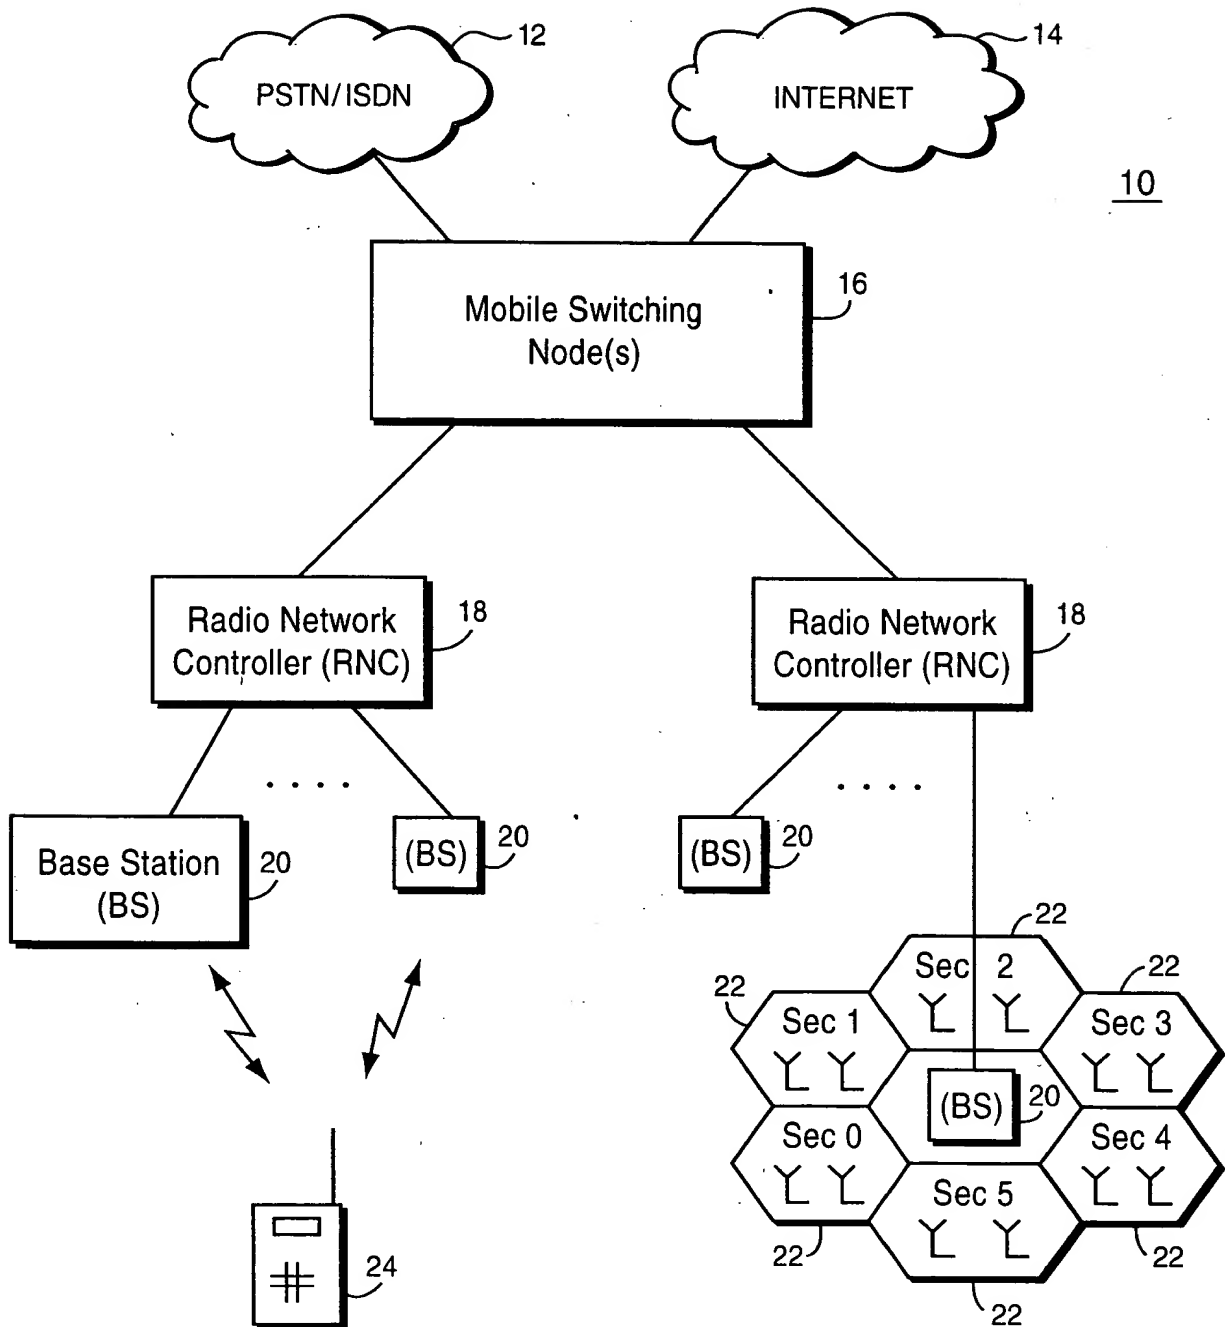 12
14
PSTN/ISDN
INTERNET
10
Mobile Switching
Node(s)
16
Radio Network
Controller (RNC)
18
Radio Network
Controller (RNC)
18
. . . .
. . . .
Base Station
(BS)
20
(BS)
20
(BS)
20
22
Sec 2
22
Sec 1
22
Sec 3
(BS)
20
Sec 0
Sec 4
Sec 5
22
22
22
24